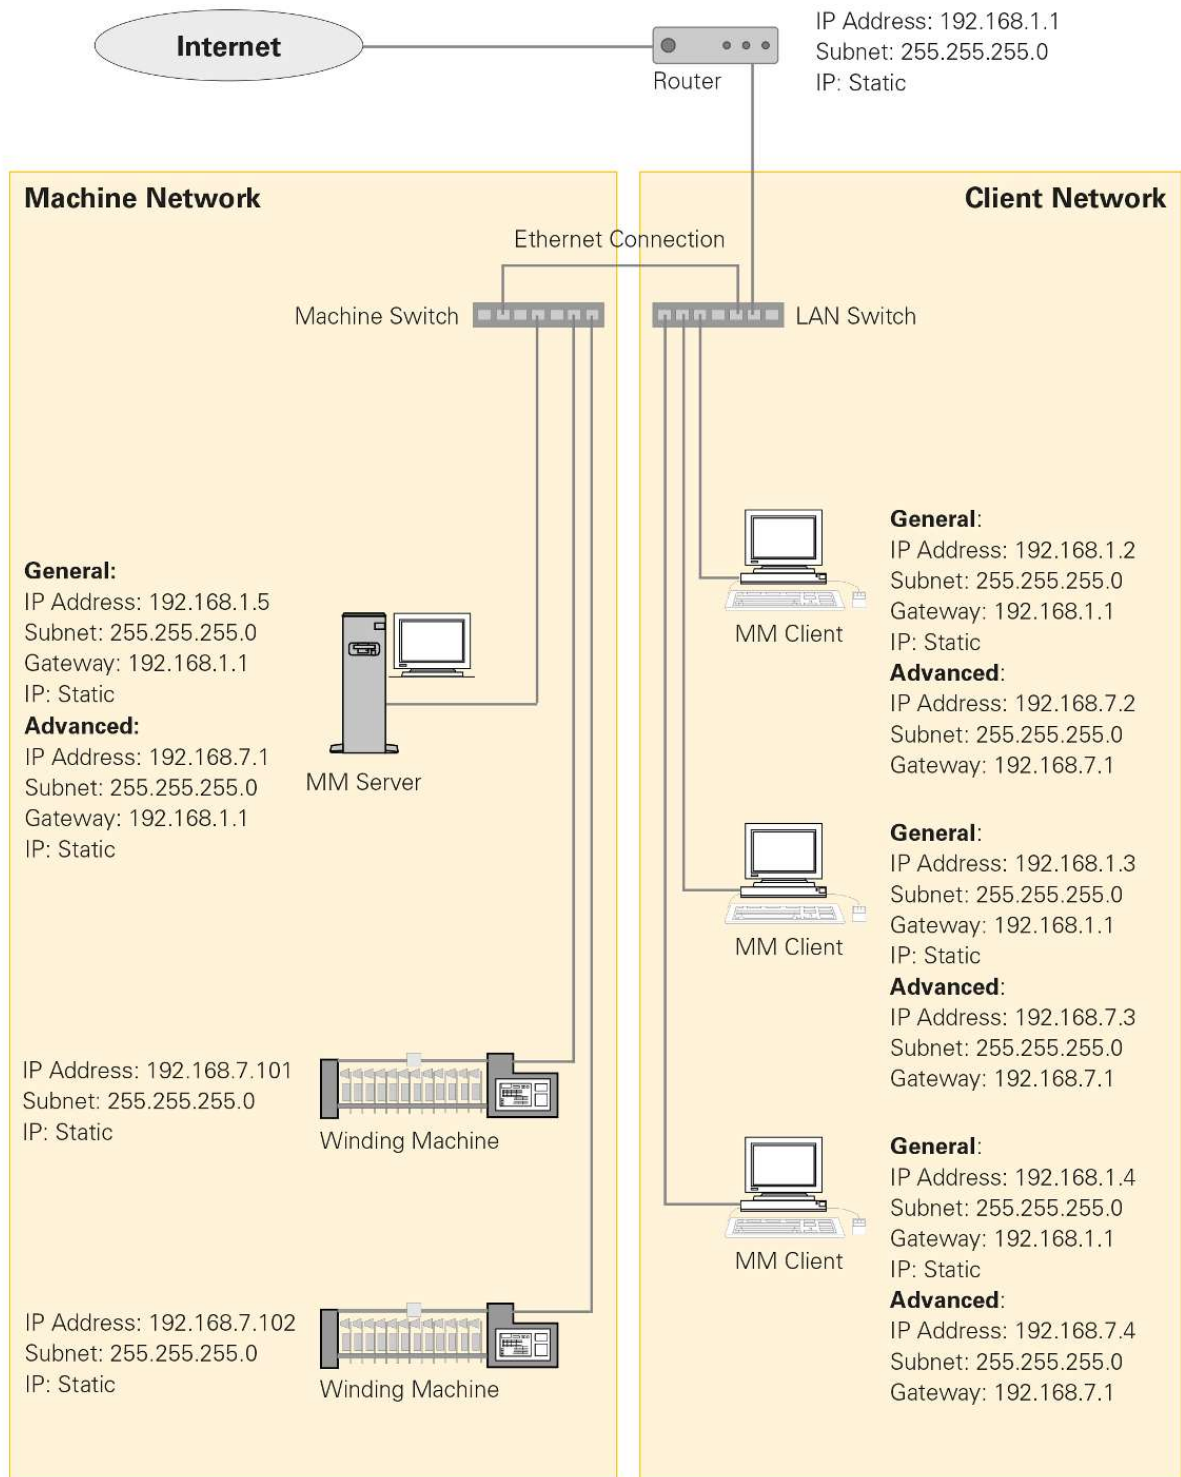 Internet
Router
IP Address: 192.168.1.1
Subnet: 255.255.255.0
IP: Static
Machine Network
Client Network
Ethernet Connection
Machine Switch
LAN Switch
General:
IP Address: 192.168.1.5
Subnet: 255.255.255.0
Gateway: 192.168.1.1
IP: Static
Advanced:
IP Address: 192.168.7.1
Subnet: 255.255.255.0
Gateway: 192.168.1.1
IP: Static
MM Server
IP Address: 192.168.7.101
Subnet: 255.255.255.0
IP: Static
Winding Machine
IP Address: 192.168.7.102
Subnet: 255.255.255.0
IP: Static
Winding Machine
MM Client
General:
IP Address: 192.168.1.2
Subnet: 255.255.255.0
Gateway: 192.168.1.1
IP: Static
Advanced:
IP Address: 192.168.7.2
Subnet: 255.255.255.0
Gateway: 192.168.7.1
MM Client
General:
IP Address: 192.168.1.3
Subnet: 255.255.255.0
Gateway: 192.168.1.1
IP: Static
Advanced:
IP Address: 192.168.7.3
Subnet: 255.255.255.0
Gateway: 192.168.7.1
MM Client
General:
IP Address: 192.168.1.4
Subnet: 255.255.255.0
Gateway: 192.168.1.1
IP: Static
Advanced:
IP Address: 192.168.7.4
Subnet: 255.255.255.0
Gateway: 192.168.7.1